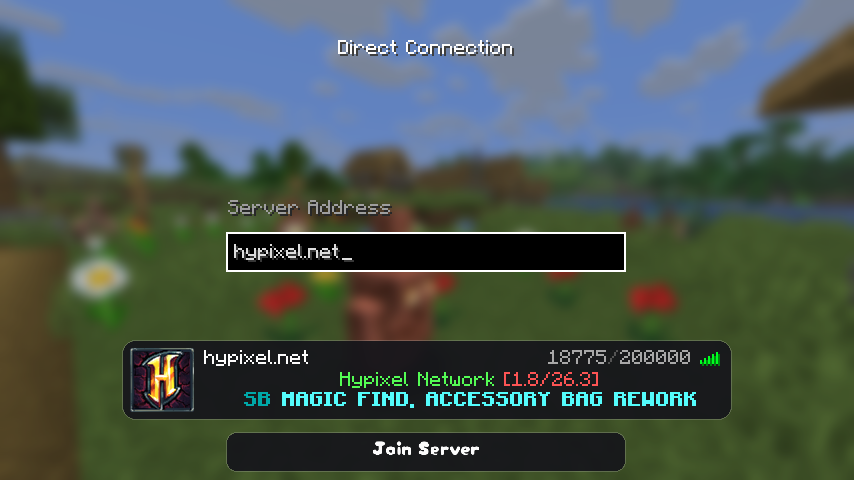 Direct Connection
Server Address
hypixel.net_
hypixel.net 18775/200000
Hypixel Network [1.8/26.3]
SB MAGIC FIND, ACCESSORY BAG REWORK
Join Server